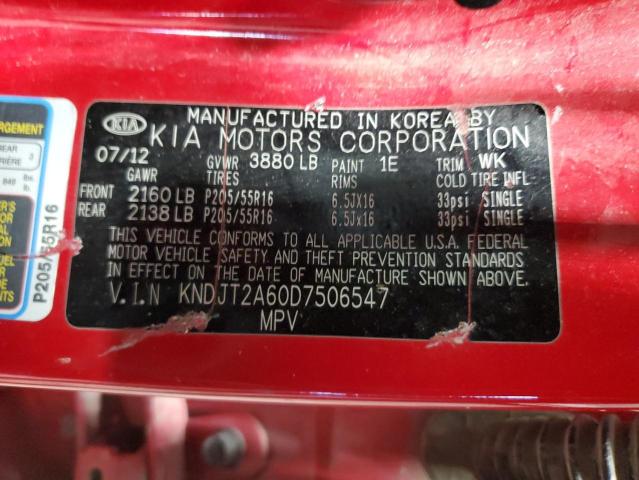 MANUFACTURED IN KOREA BY
KIA KIA MOTORS CORPORATION
07/12 GVWR 3880 LB PAINT 1E TRIM WK
GAWR TIRES RIMS COLD TIRE INFL
FRONT 2160 LB P205/55R16 6.5JX16 33psi SINGLE
REAR 2138 LB P205/55R16 6.5Jx16 33psi SINGLE
THIS VEHICLE CONFORMS TO ALL APPLICABLE U.S.A. FEDERAL
MOTOR VEHICLE SAFETY, AND THEFT PREVENTION STANDARDS
IN EFFECT ON THE DATE OF MANUFACTURE SHOWN ABOVE.
V.I.N KNDJT2A60D7506547
MPV
P205/55R16